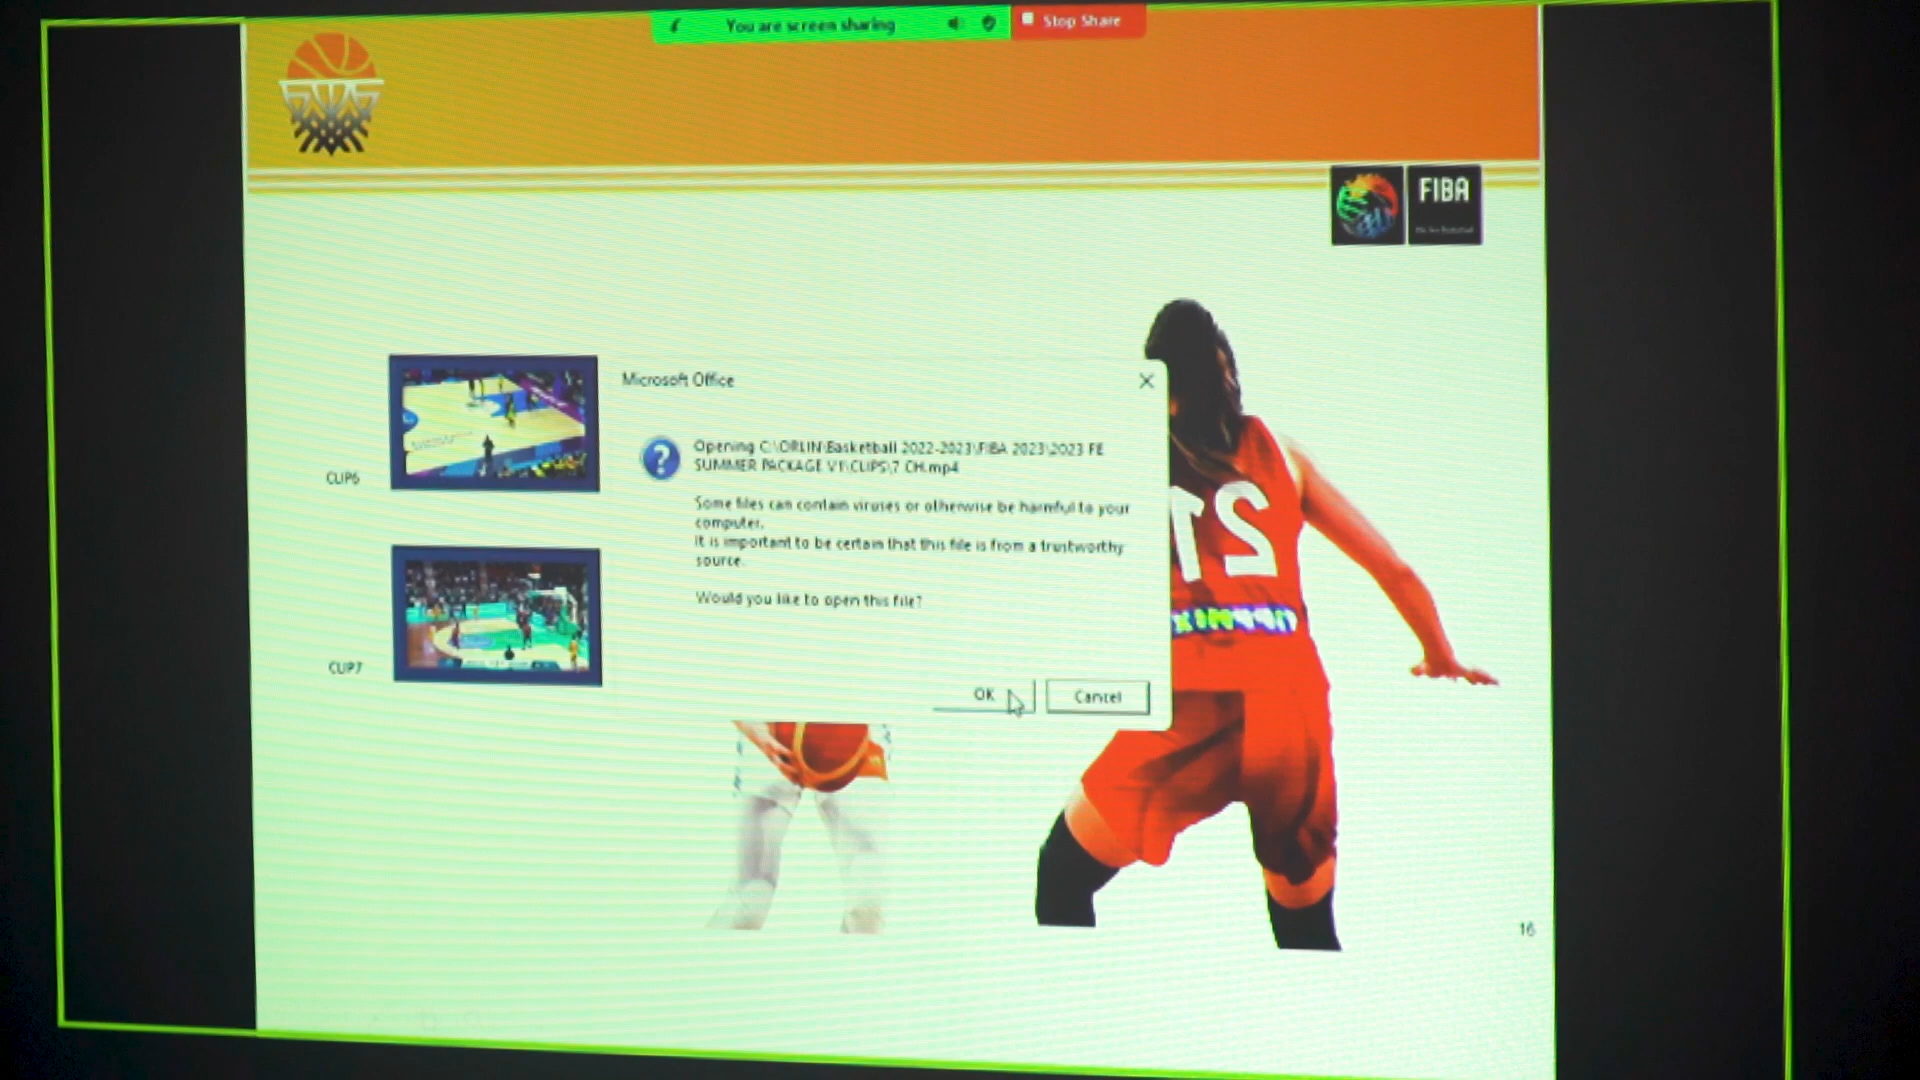 You are screen sharing
Stop Share
FIBA
Microsoft Office
Opening C:\ORLIN\Basketball 2022-2023\FIBA 2023\2023 FE
SUMMER PACKAGE V1\CLIPS\7 CH.mp4
Some files can contain viruses or otherwise be harmful to your
computer.
It is important to be certain that this file is from a trustworthy
source.
Would you like to open this file?
OK
Cancel
CLIP6
CLIP7
12
16